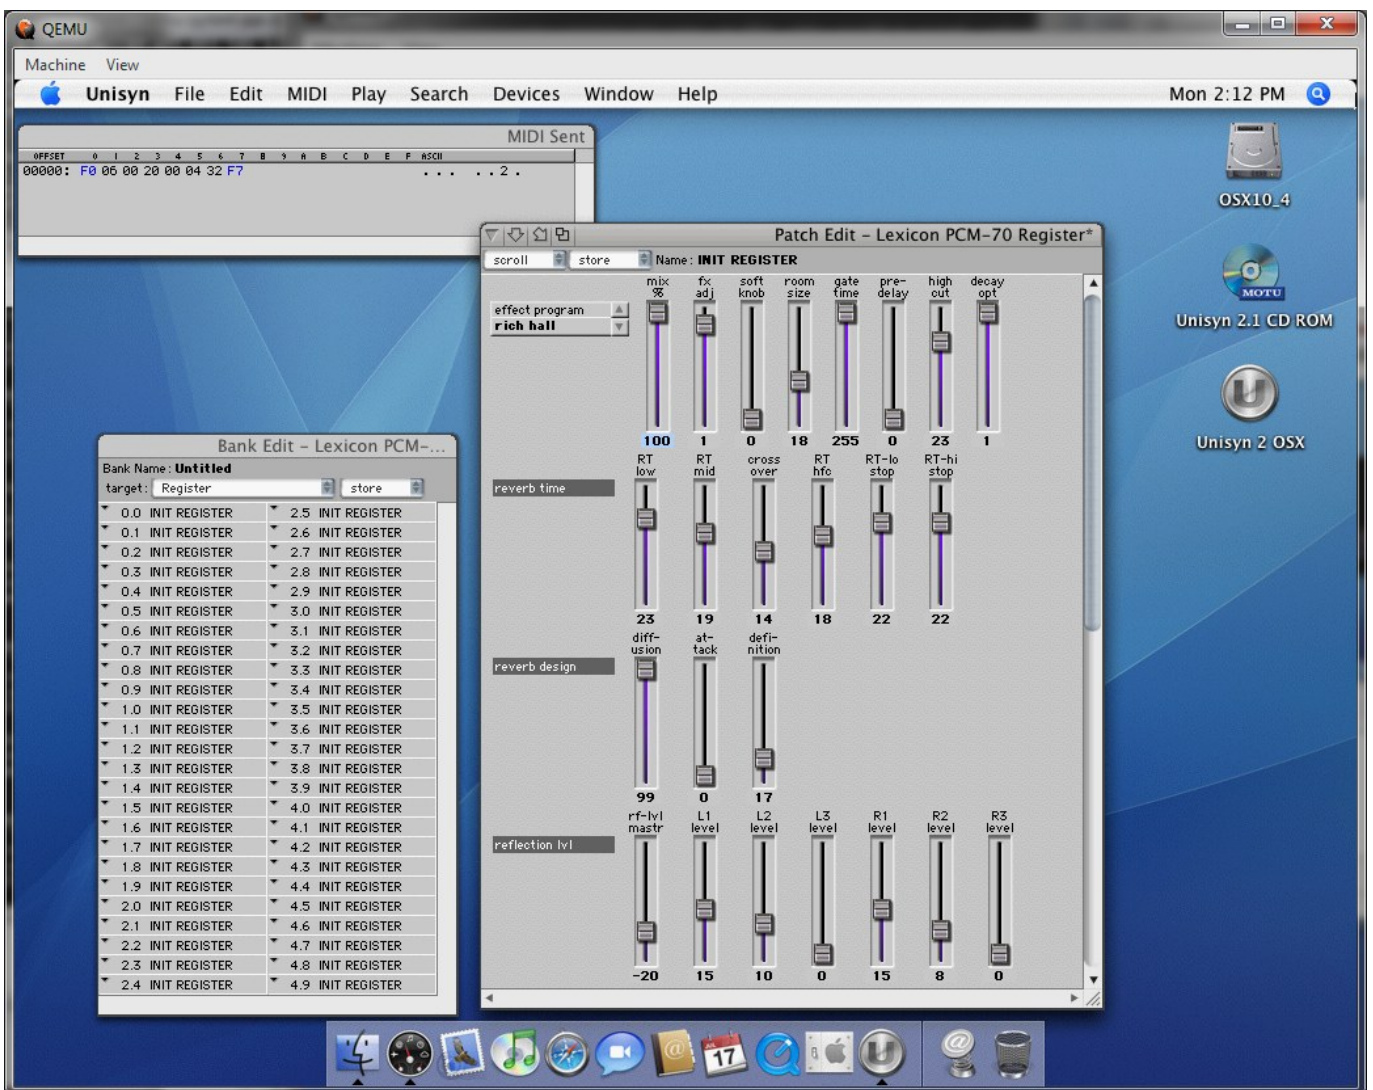 QEMU
Machine View
Unisyn File Edit MIDI Play Search Devices Window Help Mon 2:12 PM
MIDI Sent
OFFSET 0 1 2 3 4 5 6 7 8 9 A B C D E F ASCII
00000: F0 06 00 20 00 04 32 F7 ... ..2.
OSX10_4
MOTU
Unisyn 2.1 CD ROM
U
Unisyn 2 OSX
Patch Edit - Lexicon PCM-70 Register*
scroll store Name: INIT REGISTER
mix % fx adj soft knob room size gate time pre-delay high cut decay opt
effect program
rich hall
100 1 0 18 255 0 23 1
RT low RT mid cross over RT hfc RT-lo stop RT-hi stop
reverb time
23 19 14 18 22 22
diff-usion at-tack defi-nition
reverb design
99 0 17
rf-lvl mastr L1 level L2 level L3 level R1 level R2 level R3 level
reflection lvl
-20 15 10 0 15 8 0
Bank Edit - Lexicon PCM-...
Bank Name: Untitled
target: Register store
0.0 INIT REGISTER 2.5 INIT REGISTER
0.1 INIT REGISTER 2.6 INIT REGISTER
0.2 INIT REGISTER 2.7 INIT REGISTER
0.3 INIT REGISTER 2.8 INIT REGISTER
0.4 INIT REGISTER 2.9 INIT REGISTER
0.5 INIT REGISTER 3.0 INIT REGISTER
0.6 INIT REGISTER 3.1 INIT REGISTER
0.7 INIT REGISTER 3.2 INIT REGISTER
0.8 INIT REGISTER 3.3 INIT REGISTER
0.9 INIT REGISTER 3.4 INIT REGISTER
1.0 INIT REGISTER 3.5 INIT REGISTER
1.1 INIT REGISTER 3.6 INIT REGISTER
1.2 INIT REGISTER 3.7 INIT REGISTER
1.3 INIT REGISTER 3.8 INIT REGISTER
1.4 INIT REGISTER 3.9 INIT REGISTER
1.5 INIT REGISTER 4.0 INIT REGISTER
1.6 INIT REGISTER 4.1 INIT REGISTER
1.7 INIT REGISTER 4.2 INIT REGISTER
1.8 INIT REGISTER 4.3 INIT REGISTER
1.9 INIT REGISTER 4.4 INIT REGISTER
2.0 INIT REGISTER 4.5 INIT REGISTER
2.1 INIT REGISTER 4.6 INIT REGISTER
2.2 INIT REGISTER 4.7 INIT REGISTER
2.3 INIT REGISTER 4.8 INIT REGISTER
2.4 INIT REGISTER 4.9 INIT REGISTER
JUL
17
U